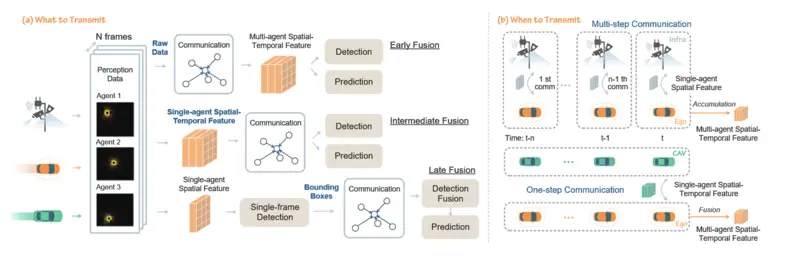 (a) What to Transmit
N frames
Perception
Data
Agent 1
Agent 2
Agent 3
Raw
Data
Communication
Multi-agent Spatial-
Temporal Feature
Detection
Prediction
Early Fusion
Single-agent Spatial-
Temporal Feature
Communication
Detection
Prediction
Intermediate Fusion
Single-agent
Spatial Feature
Single-frame
Detection
Bounding
Boxes
Communication
Late Fusion
Detection
Fusion
Prediction
(b) When to Transmit
Multi-step Communication
Infra
1 st
comm
...
n-1 th
comm
Single-agent
Spatial Feature
Accumulation
Ego
Multi-agent Spatial-
Temporal Feature
Time: t-n
t-1
t
CAV
...
One-step Communication
Single-agent Spatial-
Temporal Feature
...
Fusion
Ego
Multi-agent Spatial-
Temporal Feature